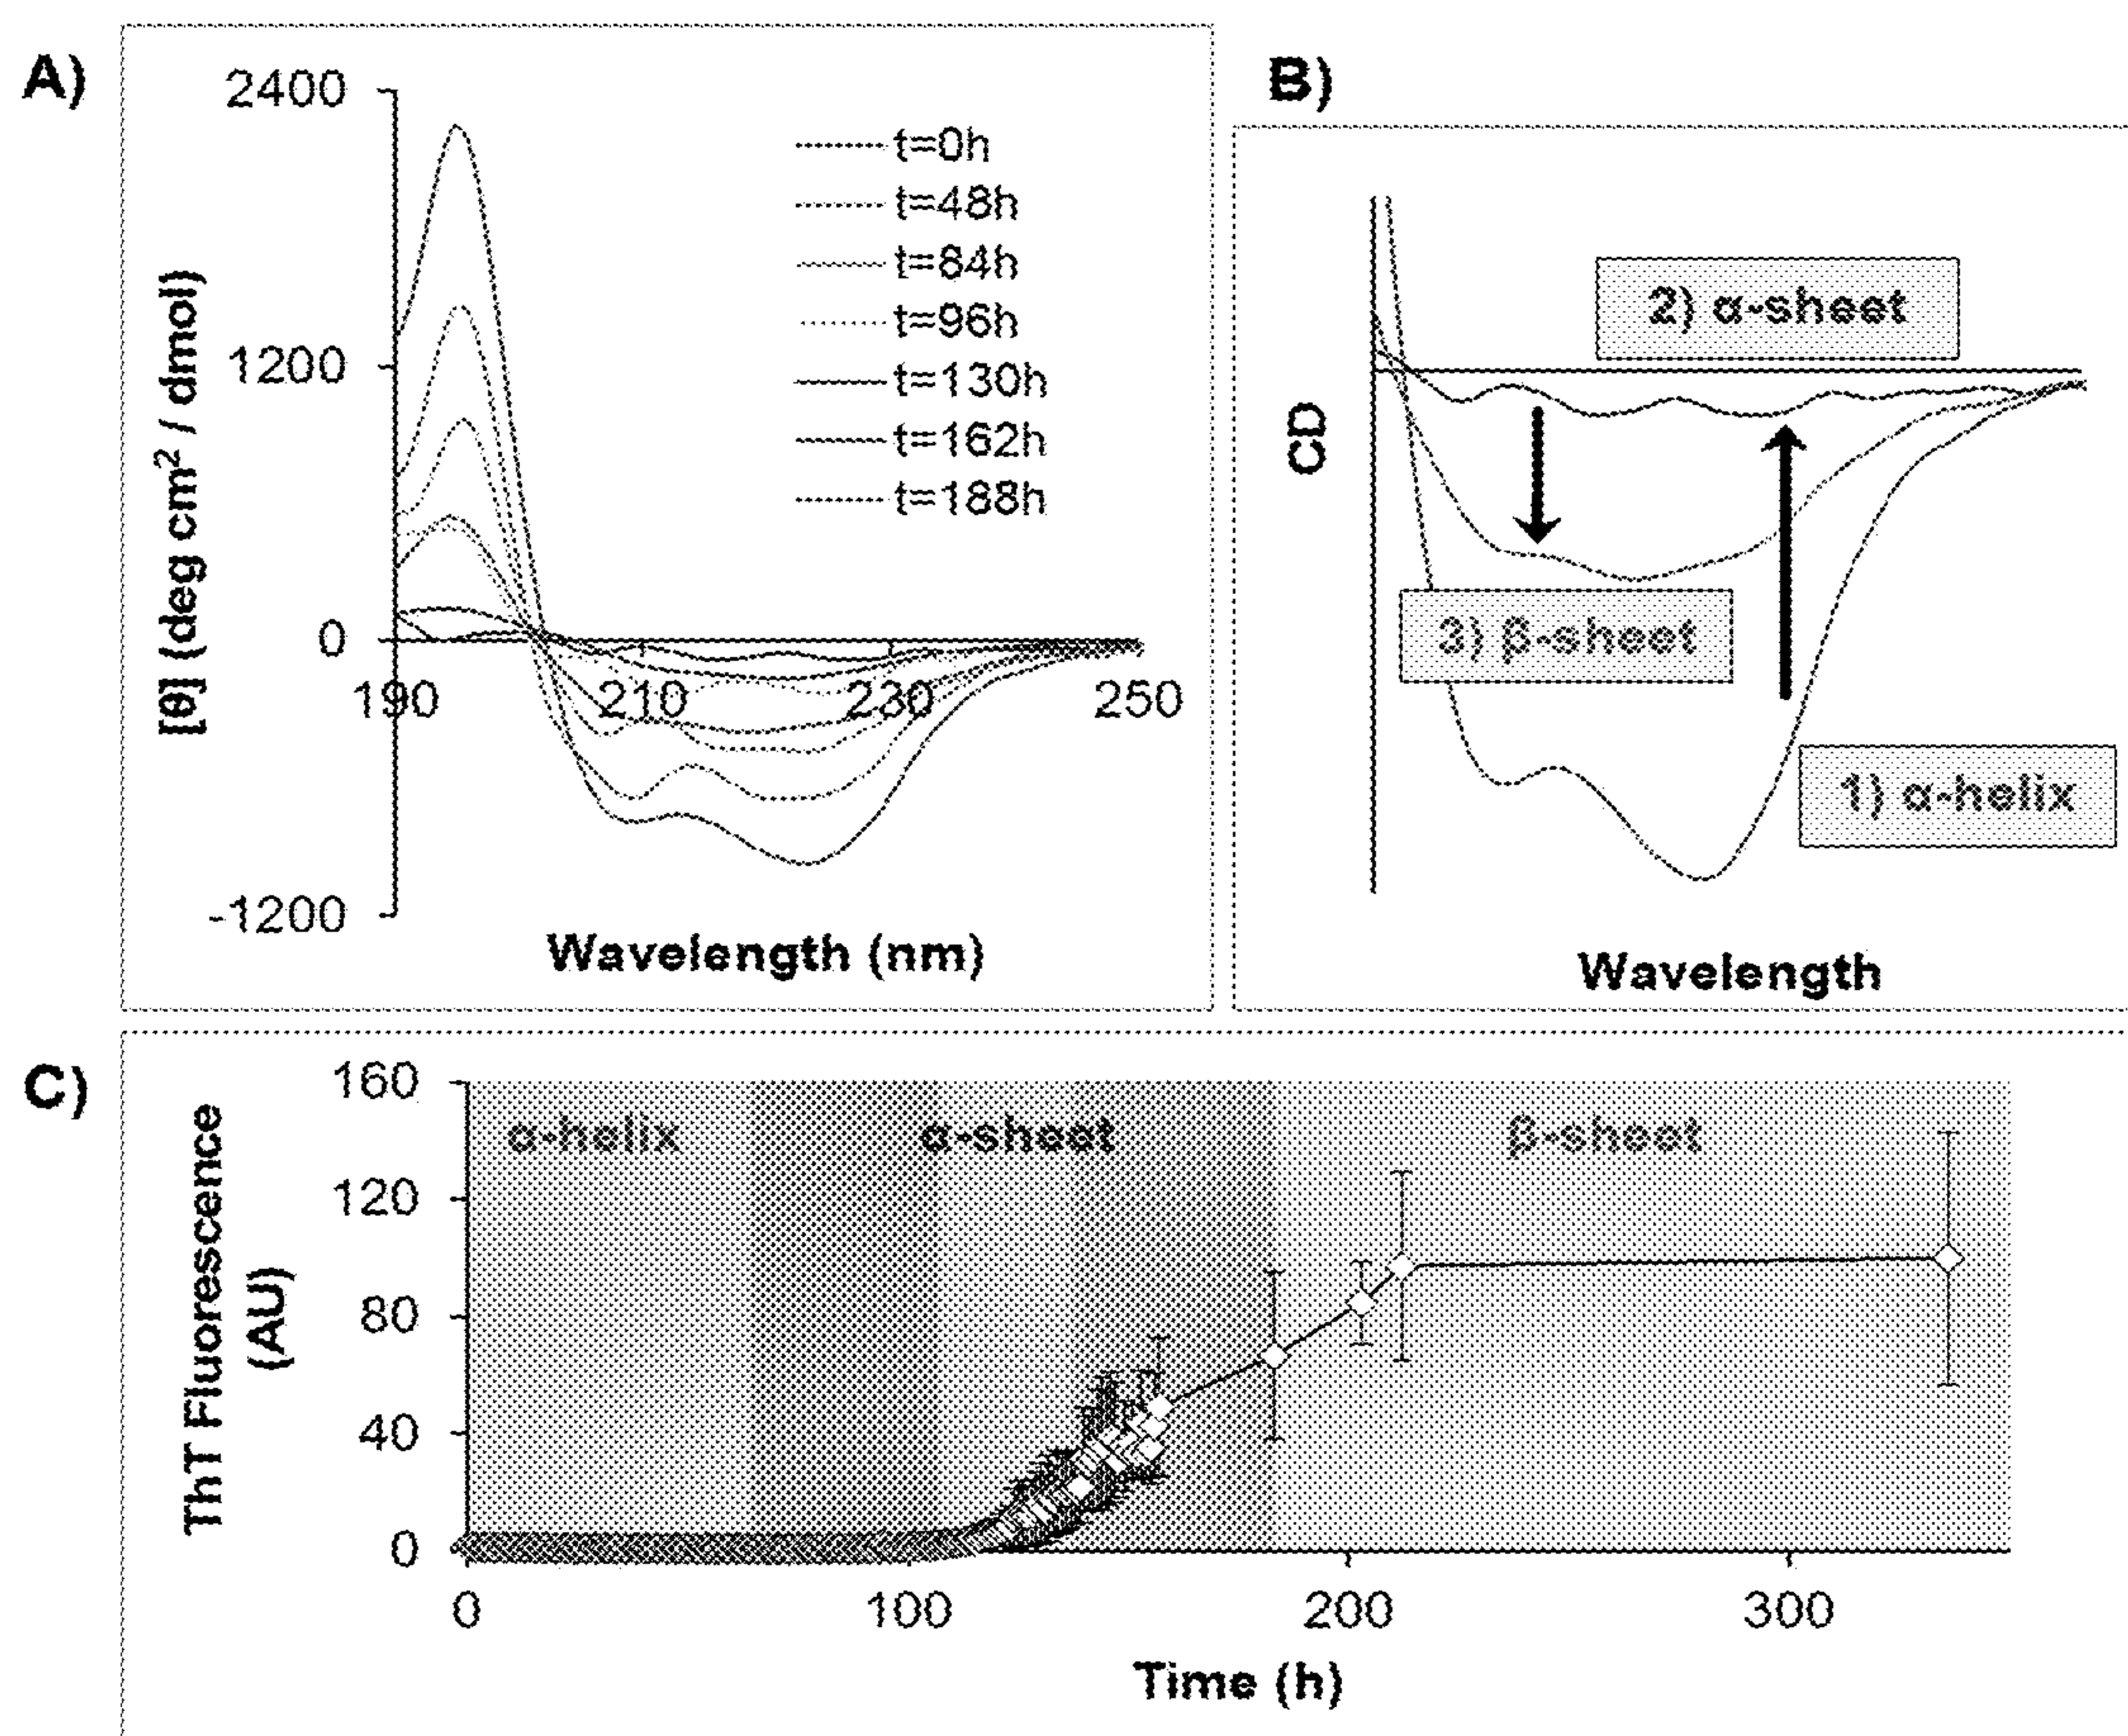 A)
2400
1200
0
-1200
190
210
230
250
[θ] (deg cm² / dmol)
Wavelength (nm)
t=0h
t=48h
t=84h
t=96h
t=130h
t=162h
t=188h
B)
CD
2) α-sheet
3) β-sheet
1) α-helix
Wavelength
C)
ThT Fluorescence
(AU)
160
120
80
40
0
α-helix
α-sheet
β-sheet
0
100
200
300
Time (h)